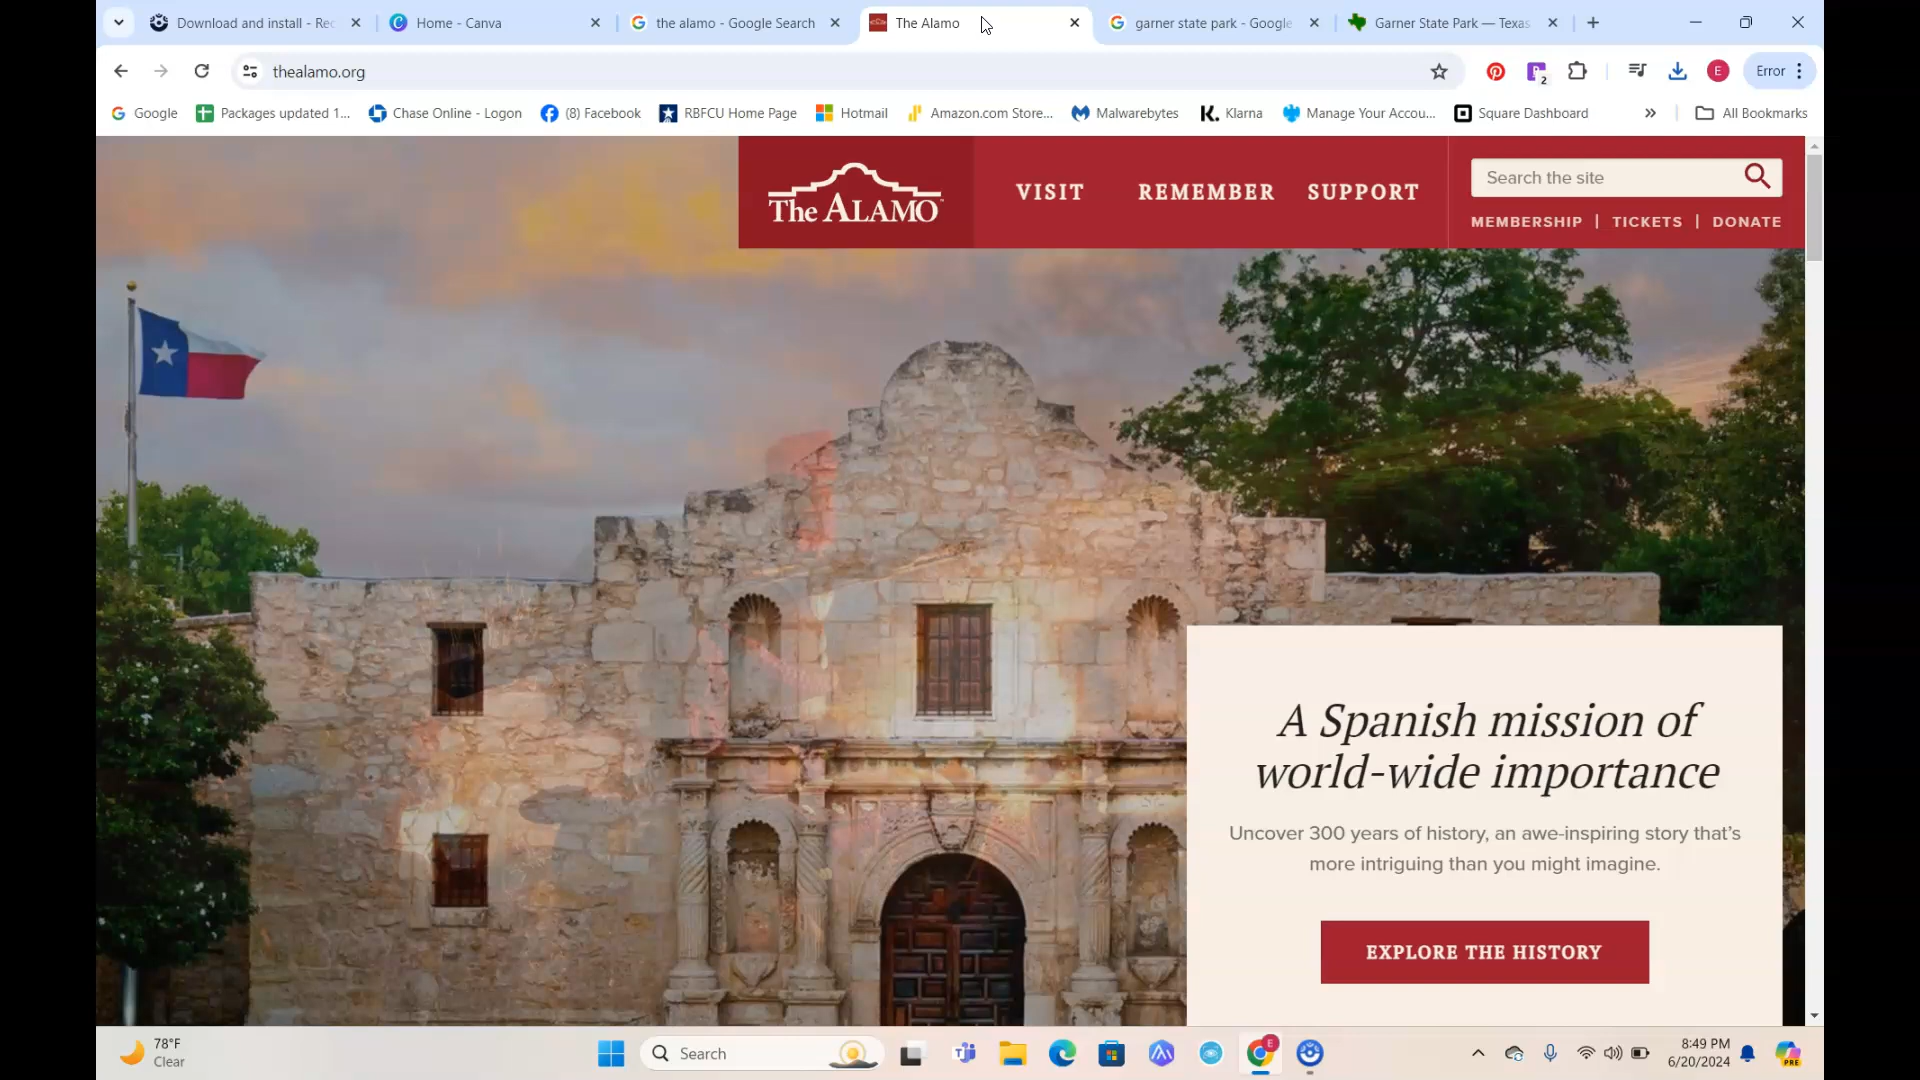 Download and install - Rec
Home - Canva
the alamo - Google Search
The Alamo
garner state park - Google
Garner State Park — Texas
thealamo.org
2
E
Error
Google
Packages updated 1...
Chase Online - Logon
(8) Facebook
RBFCU Home Page
Hotmail
Amazon.com Store...
Malwarebytes
Klarna
Manage Your Accou...
Square Dashboard
All Bookmarks
The ALAMO
VISIT
REMEMBER
SUPPORT
Search the site
MEMBERSHIP | TICKETS | DONATE
A Spanish mission of
world-wide importance
Uncover 300 years of history, an awe-inspiring story that's
more intriguing than you might imagine.
EXPLORE THE HISTORY
78°F
Clear
Search
E
8:49 PM
6/20/2024
PRE